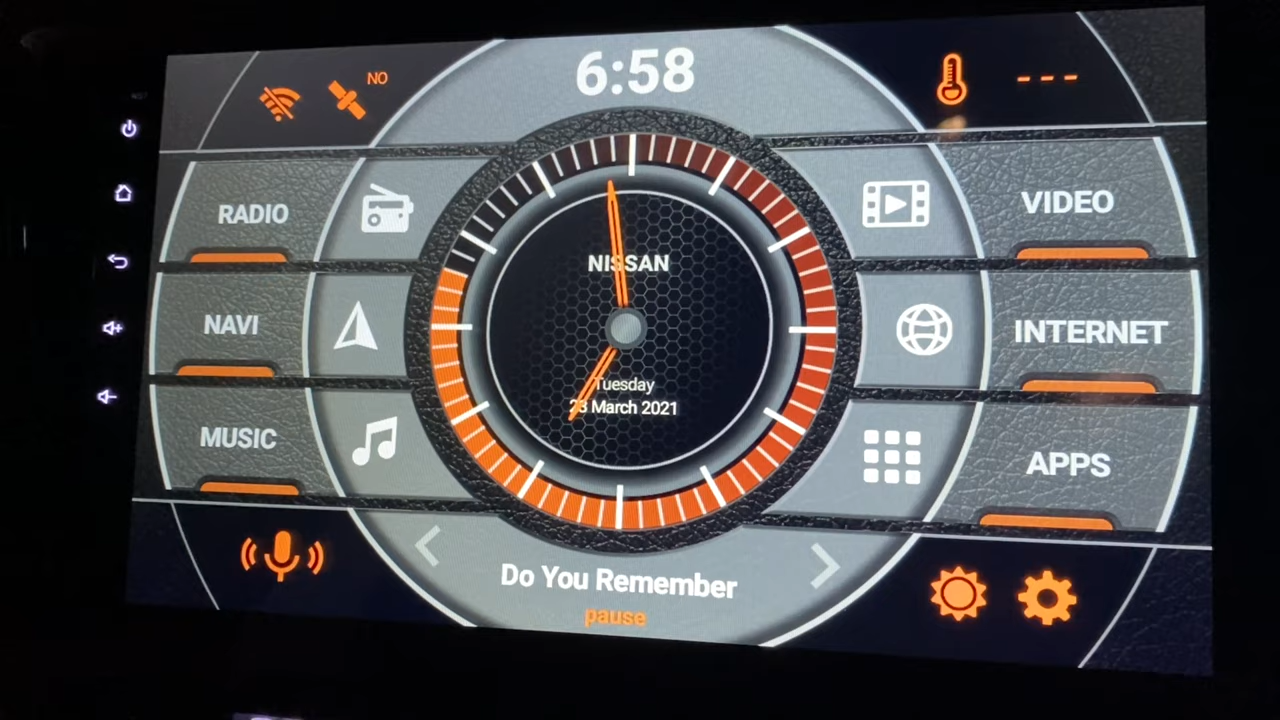 NO
6:58
---
RADIO
VIDEO
NISSAN
NAVI
INTERNET
Tuesday
23 March 2021
MUSIC
APPS
Do You Remember
pause